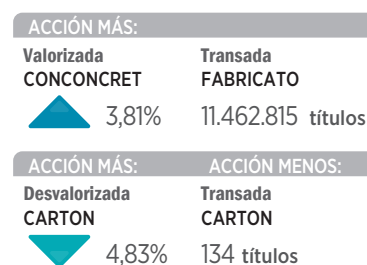 ACCIÓN MÁS:
Valorizada Transada
CONCONCRET FABRICATO
3,81% 11.462.815 títulos
ACCIÓN MÁS: ACCIÓN MENOS:
Desvalorizada Transada
CARTON CARTON
4,83% 134 títulos